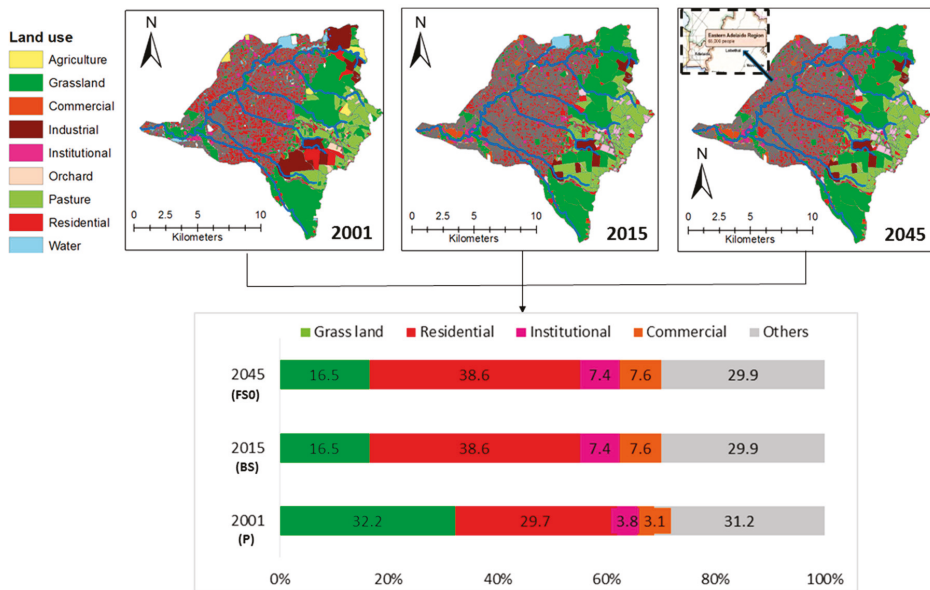 Land use
Agriculture
Grassland
Commercial
Industrial
Institutional
Orchard
Pasture
Residential
Water
N
0 2.5 5 10
Kilometers
2001
N
0 2.5 5 10
Kilometers
2015
Eastern Adelaide Region
N
0 2.5 5 10
Kilometers
2045
Grass land Residential Institutional Commercial Others
2045
(FS0)
16.5 38.6 7.4 7.6 29.9
2015
(BS)
16.5 38.6 7.4 7.6 29.9
2001
(P)
32.2 29.7 3.8 3.1 31.2
0% 20% 40% 60% 80% 100%